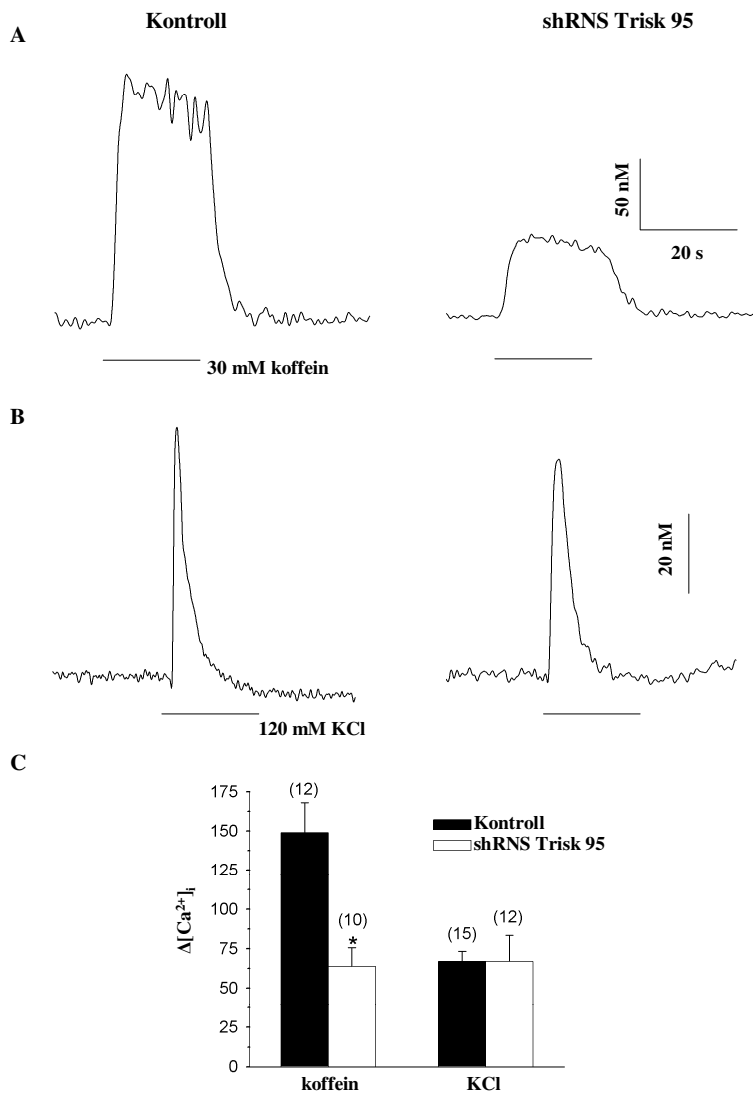 Kontroll
shRNS Trisk 95
A
50 nM
20 s
30 mM koffein
B
20 nM
120 mM KCl
C
Δ[Ca²⁺]ᵢ
175
150
125
100
75
50
25
0
(12)
(10)
*
(15)
(12)
Kontroll
shRNS Trisk 95
koffein
KCl